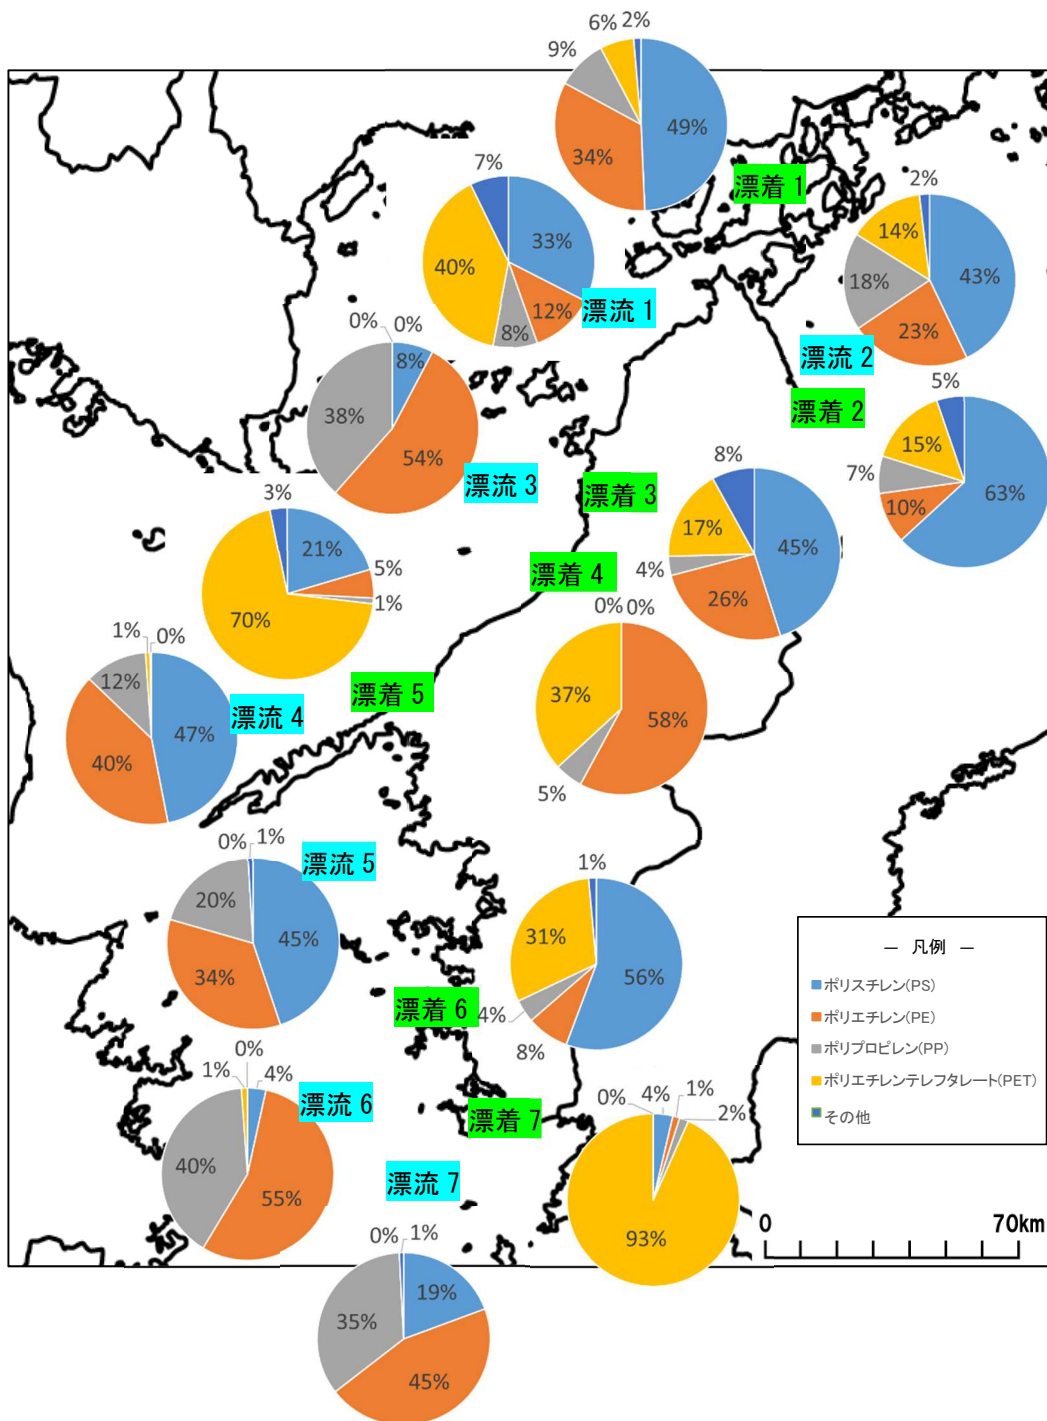 6% 2%
9%
49%
34%
漂着 1
7%
33%
40%
12%
8%
漂流 1
2%
14%
43%
18%
23%
漂流 2
0% 0%
8%
38%
54%
漂流 3
漂着 2
5%
15%
7%
63%
10%
漂着 3
8%
17%
45%
4%
26%
3%
21%
5%
1%
70%
漂着 4
0% 0%
37%
58%
5%
漂着 5
1% 0%
12%
47%
40%
漂流 4
0% 1%
20%
45%
34%
漂流 5
1%
31%
56%
4%
8%
漂着 6
― 凡例 ―
ポリスチレン(PS)
ポリエチレン(PE)
ポリプロピレン(PP)
ポリエチレンテレフタレート(PET)
その他
0%
1% 4%
40%
55%
漂流 6
漂着 7
0% 4% 1%
2%
93%
漂流 7
0% 1%
19%
35%
45%
0 70km